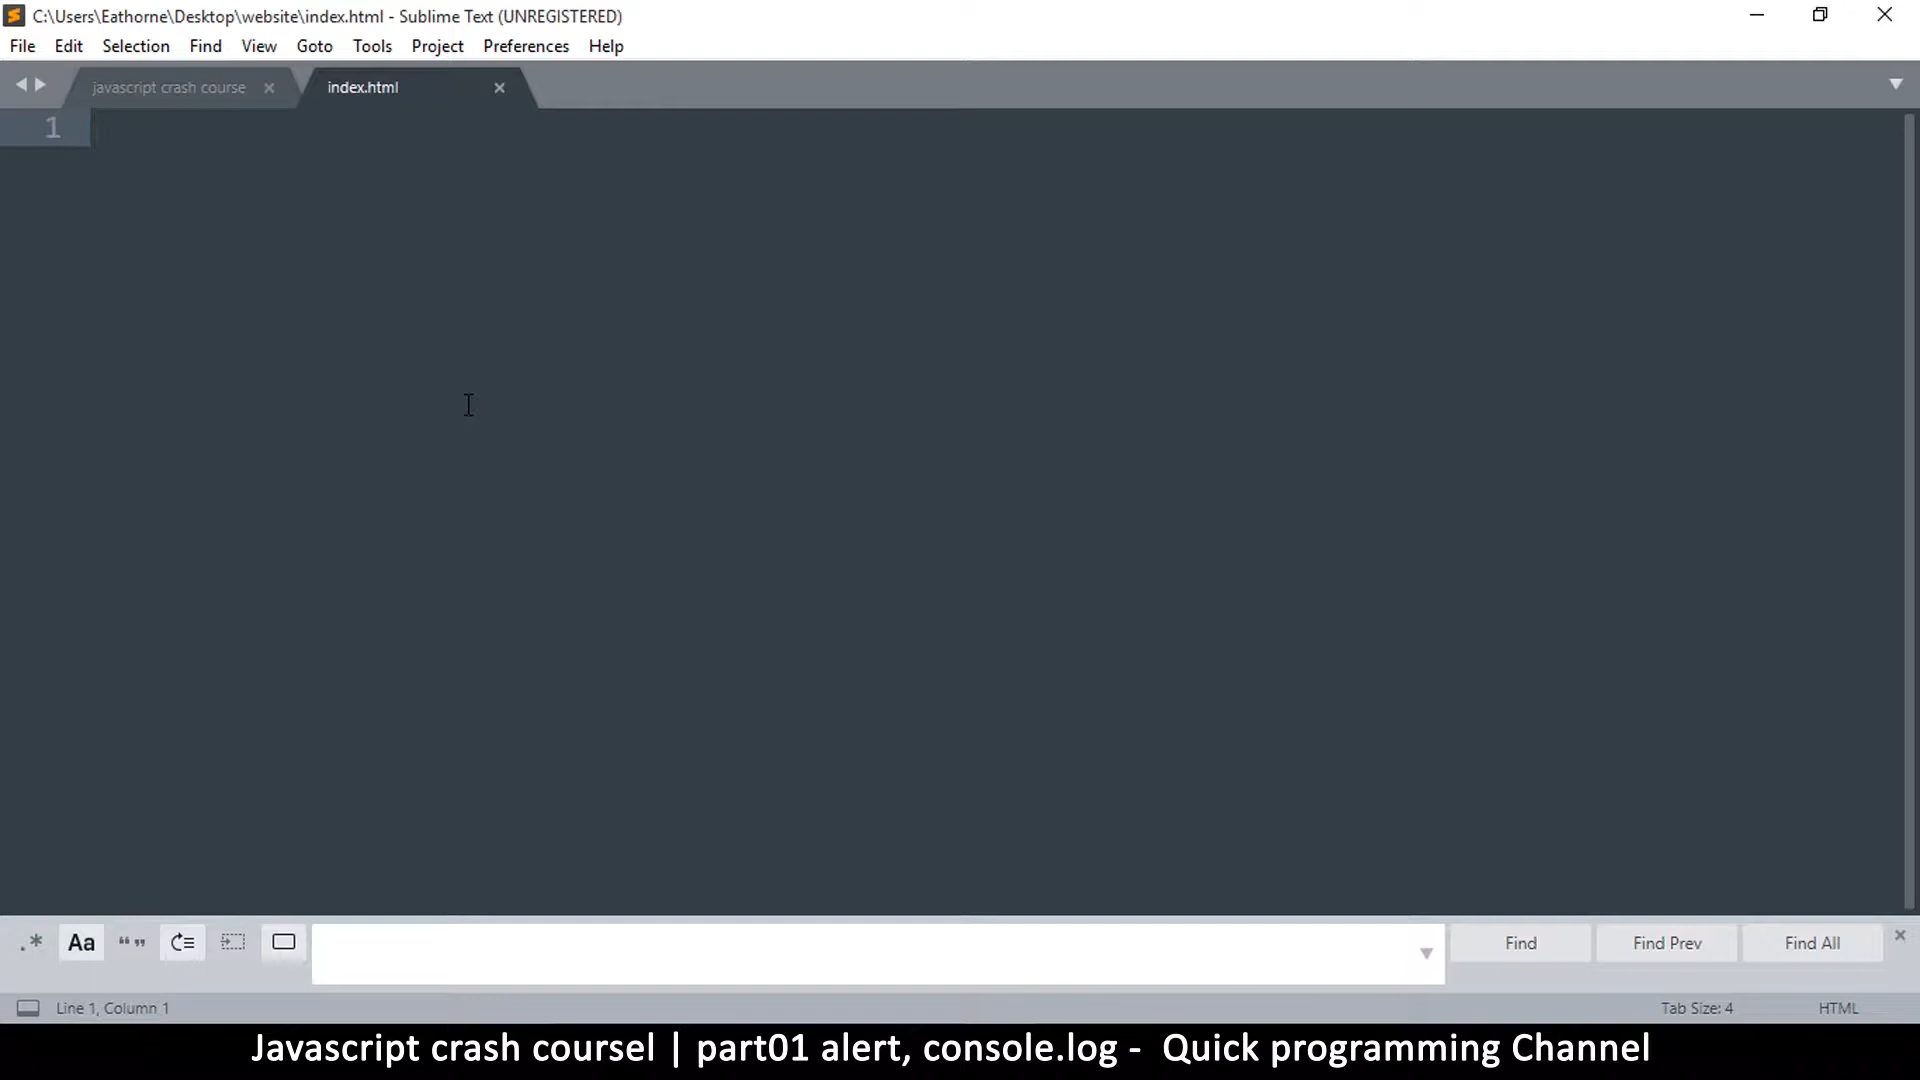 C:\Users\Eathorne\Desktop\website\index.html - Sublime Text (UNREGISTERED)
File Edit Selection Find View Goto Tools Project Preferences Help
javascript crash course index.html
1
.* Aa “” Find Find Prev Find All
Line 1, Column 1 Tab Size: 4 HTML
Javascript crash coursel | part01 alert, console.log - Quick programming Channel